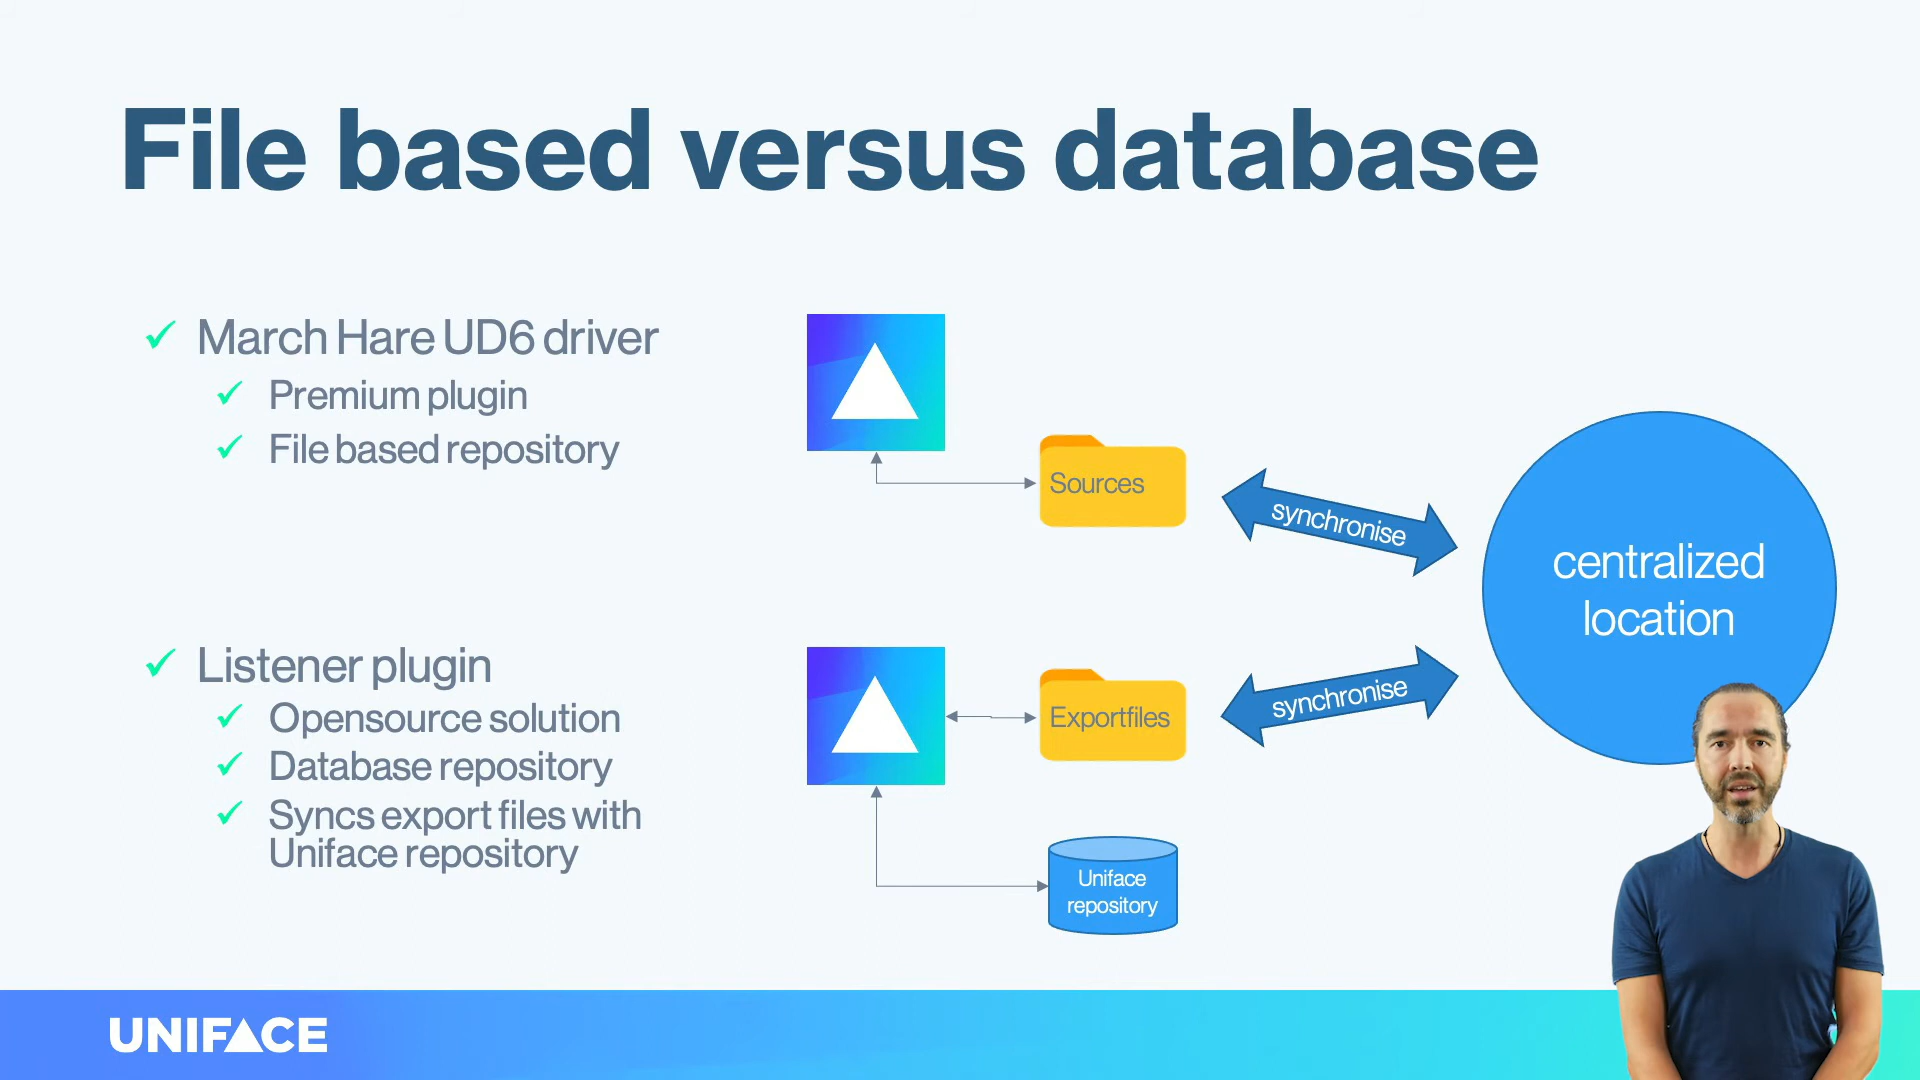 File based versus database
March Hare UD6 driver
Premium plugin
File based repository
Sources
synchronise
centralized
location
Listener plugin
Opensource solution
Database repository
Syncs export files with
Uniface repository
Exportfiles
synchronise
Uniface
repository
UNIFACE